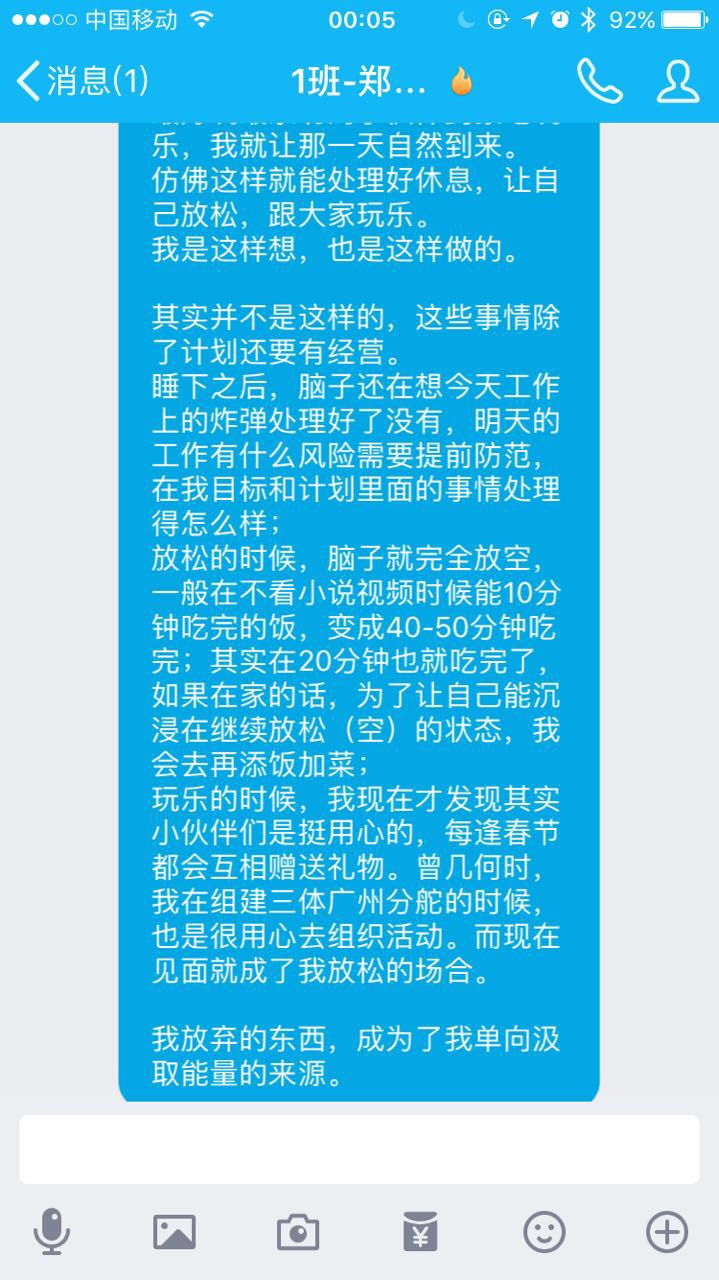 中国移动
00:05
92%
消息(1)
1班-郑...
乐，我就让那一天自然到来。
仿佛这样就能处理好休息，让自
己放松，跟大家玩乐。
我是这样想，也是这样做的。
其实并不是这样的，这些事情除
了计划还要有经营。
睡下之后，脑子还在想今天工作
上的炸弹处理好了没有，明天的
工作有什么风险需要提前防范，
在我目标和计划里面的事情处理
得怎么样；
放松的时候，脑子就完全放空，
一般在不看小说视频时候能10分
钟吃完的饭，变成40-50分钟吃
完；其实在20分钟也就吃完了，
如果在家的话，为了让自己能沉
浸在继续放松（空）的状态，我
会去再添饭加菜；
玩乐的时候，我现在才发现其实
小伙伴们是挺用心的，每逢春节
都会互相赠送礼物。曾几何时，
我在组建三体广州分舵的时候，
也是很用心去组织活动。而现在
见面就成了我放松的场合。
我放弃的东西，成为了我单向汲
取能量的来源。